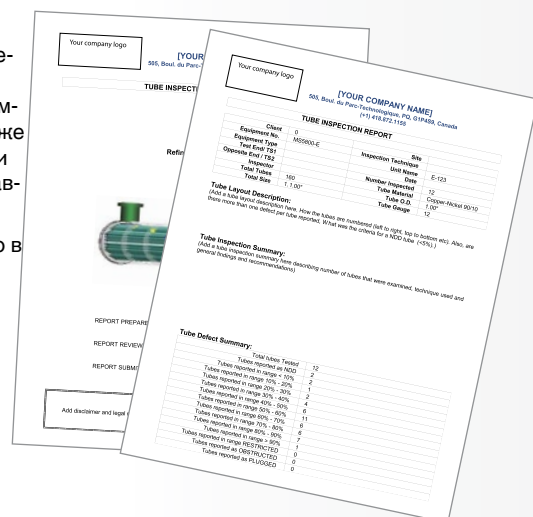 е-
м-
же
и
ав-
о в
Your company logo
[YOUR
505, Boul. du Parc-T
TUBE INSPECTI
Refin
REPORT PREPARE
REPORT REVIEW
REPORT SUBMI
Add disclaimer and legal
Your company logo
[YOUR COMPANY NAME]
505, Boul. du Parc-Technologique, PQ, G1P4S9, Canada
(+1) 418.872.1155
TUBE INSPECTION REPORT
Client 0 Site
Equipment No. MS5800-E Inspection Technique
Equipment Type Unit Name E-123
Test End/ TS1 Date
Opposite End / TS2 Number Inspected 12
Inspector Tube Material Copper-Nickel 90/10
Total Tubes 160 Tube O.D. 1.00"
Total Size 1, 1.00" Tube Gauge 12
Tube Layout Description:
(Add a tube layout description here. How the tubes are numbered (left to right, top to bottom etc). Also, are
there more than one defect per tube reported, What was the criteria for a NDD tube (<5%).)
Tube Inspection Summary:
(Add a tube inspection summary here describing number of tubes that were examined, technique used and
general findings and recommendations)
Tube Defect Summary:
Total tubes Tested 12
Tubes reported as NDD 2
Tubes reported in range < 10% 2
Tubes reported in range 10% - 20% 1
Tubes reported in range 20% - 30% 2
Tubes reported in range 30% - 40% 4
Tubes reported in range 40% - 50% 6
Tubes reported in range 50% - 60% 11
Tubes reported in range 60% - 70% 6
Tubes reported in range 70% - 80% 6
Tubes reported in range 80% - 90% 7
Tubes reported in range > 90% 1
Tubes reported in range RESTRICTED 0
Tubes reported as OBSTRUCTED 0
Tubes reported as PLUGGED 0